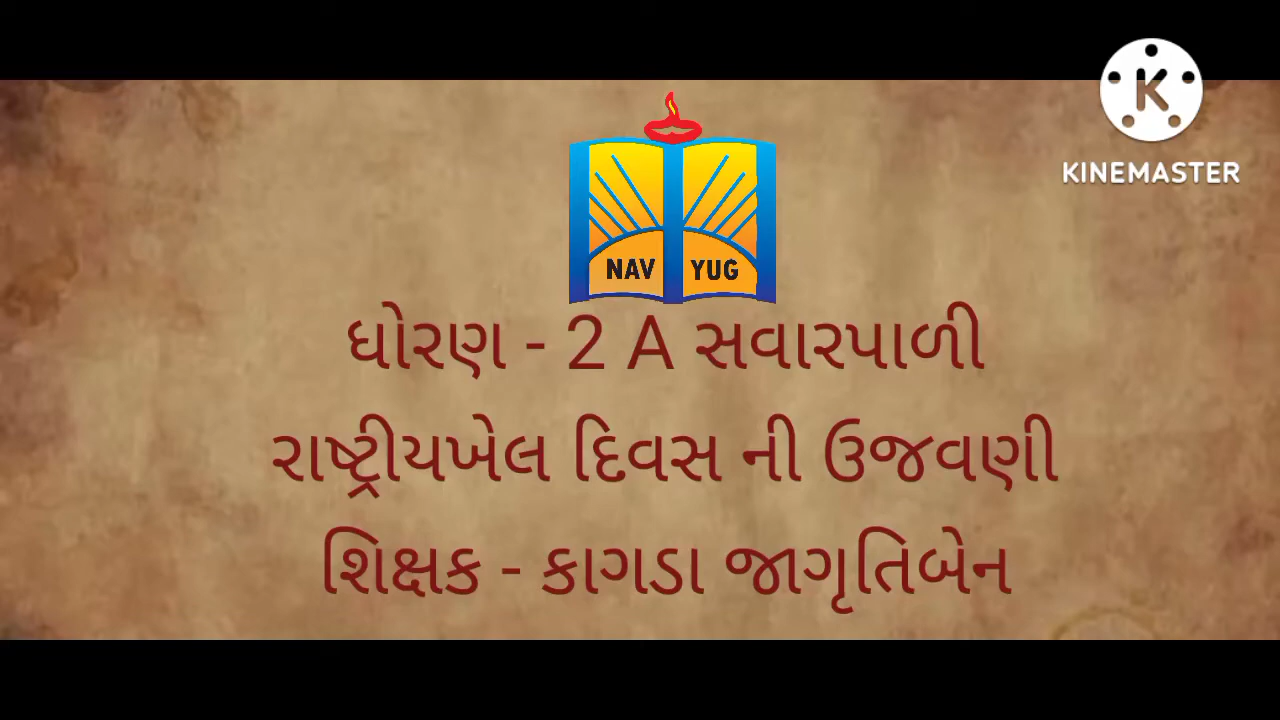 KINEMASTER
NAV YUG
ધોરણ - 2 A સવારપાળી
રાષ્ટ્રીયખેલ દિવસ ની ઉજવણી
શિક્ષક - કાગડા જાગૃતિબેન